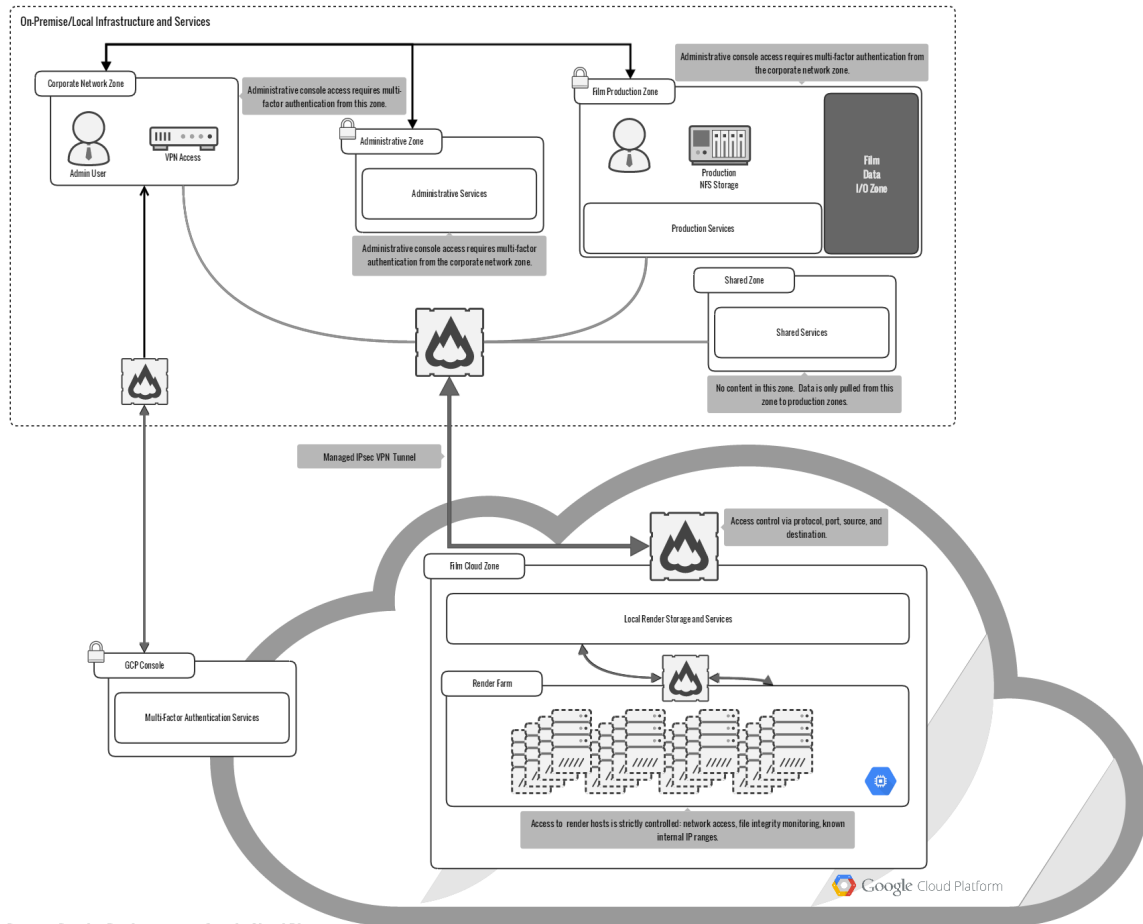 On-Premise/Local Infrastructure and Services
Corporate Network Zone
Admin User
VPN Access
Administrative console access requires multi-
factor authentication from this zone.
Administrative Zone
Administrative Services
Administrative console access requires multi-factor
authentication from the corporate network zone.
Administrative console access requires multi-factor authentication from
the corporate network zone.
Film Production Zone
Production
NFS Storage
Film
Data
I/O Zone
Production Services
Shared Zone
Shared Services
No content in this zone. Data is only pulled from this
zone to production zones.
Managed IPsec VPN Tunnel
Access control via protocol, port, source, and
destination.
Film Cloud Zone
Local Render Storage and Services
Render Farm
Access to render hosts is strictly controlled: network access, file integrity monitoring, known
internal IP ranges.
GCP Console
Multi-Factor Authentication Services
Google Cloud Platform